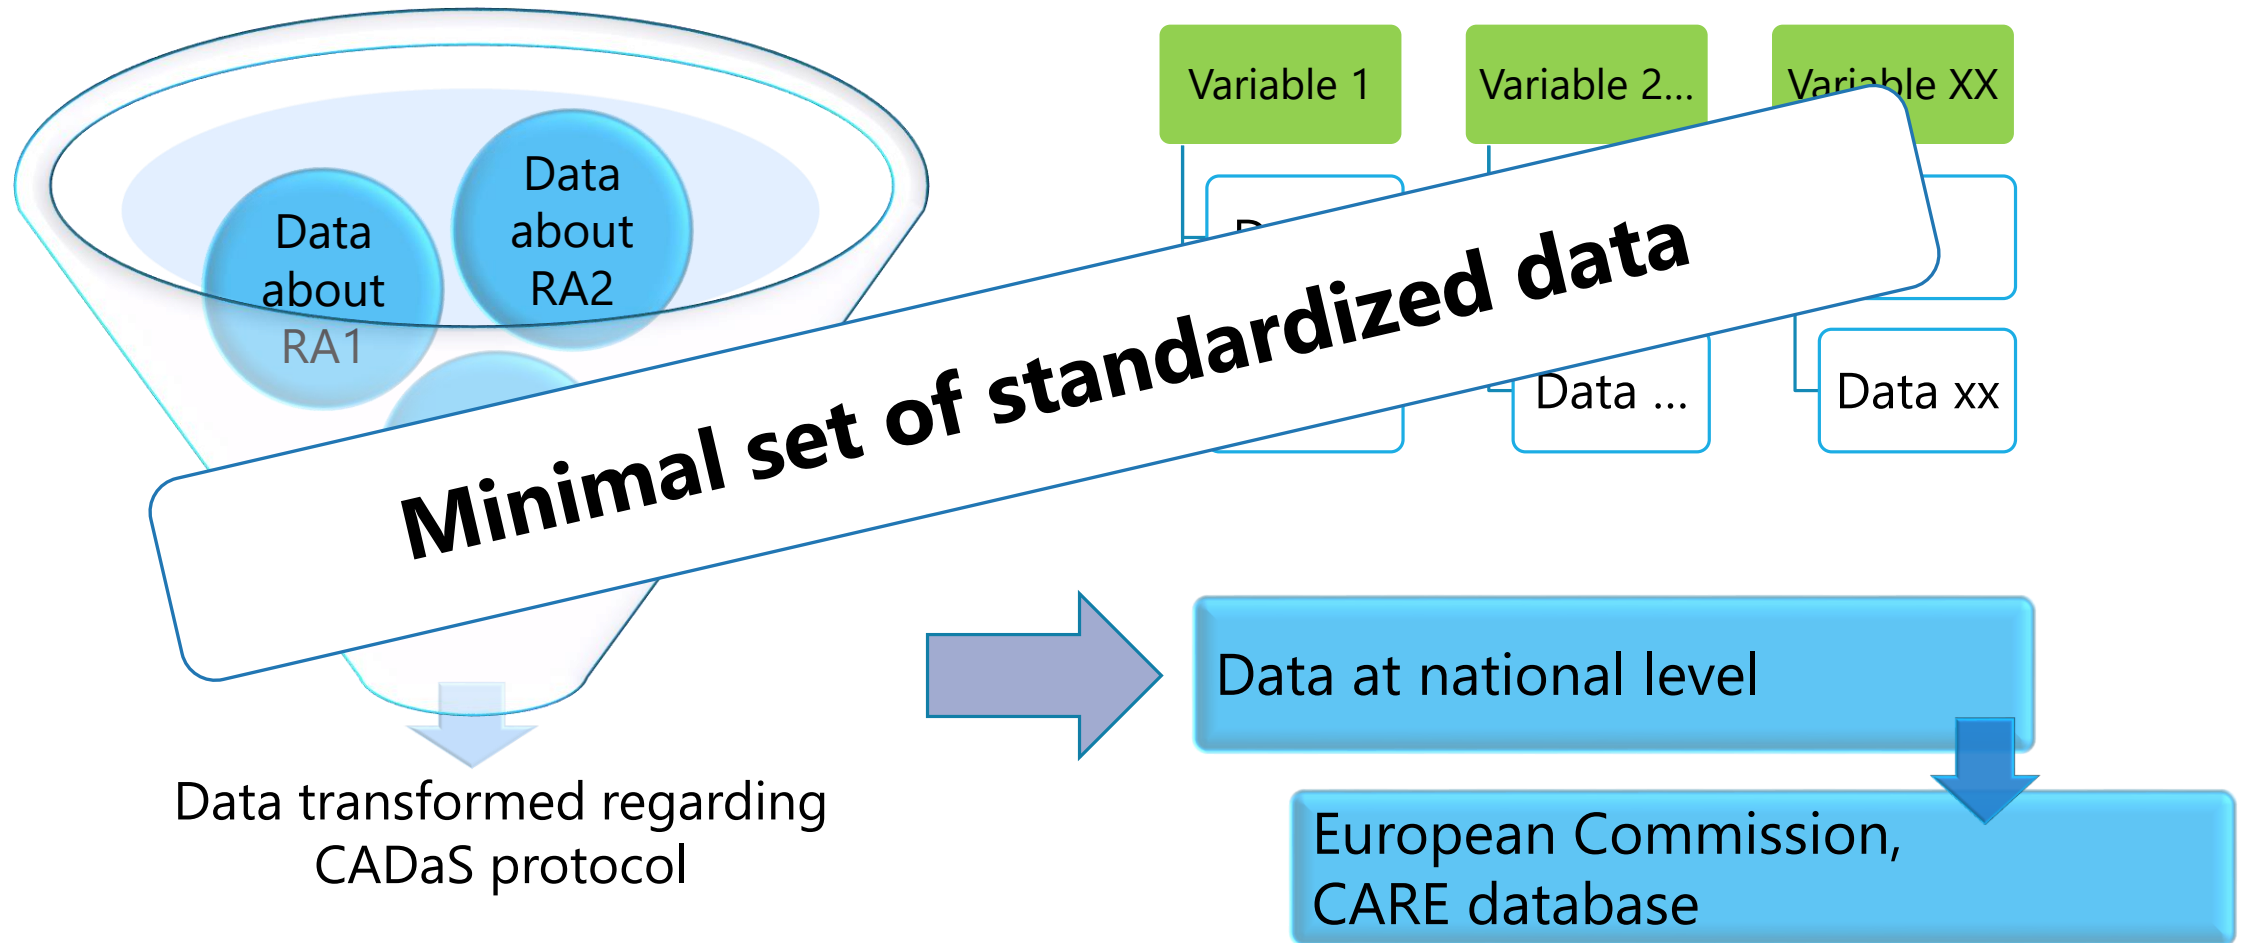 Data
about
RA1
Data
about
RA2
Variable 1
Variable 2...
Variable XX
Data ...
Data xx
Minimal set of standardized data
Data transformed regarding
CADaS protocol
Data at national level
European Commission,
CARE database